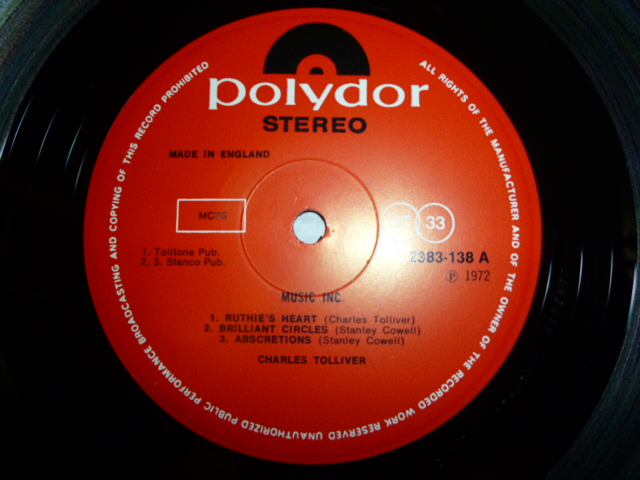 polydor
STEREO
MADE IN ENGLAND
MCPS
33
1. Tolltone Pub.
2. 3. Stanco Pub.
2383-138 A
Ⓟ 1972
MUSIC INC.
1. RUTHIE'S HEART (Charles Tolliver)
2. BRILLIANT CIRCLES (Stanley Cowell)
3. ABSCRETIONS (Stanley Cowell)
CHARLES TOLLIVER
ALL RIGHTS OF THE MANUFACTURER AND OF THE OWNER OF THE RECORDED WORK RESERVED UNAUTHORIZED PUBLIC PERFORMANCE BROADCASTING AND COPYING OF THIS RECORD PROHIBITED